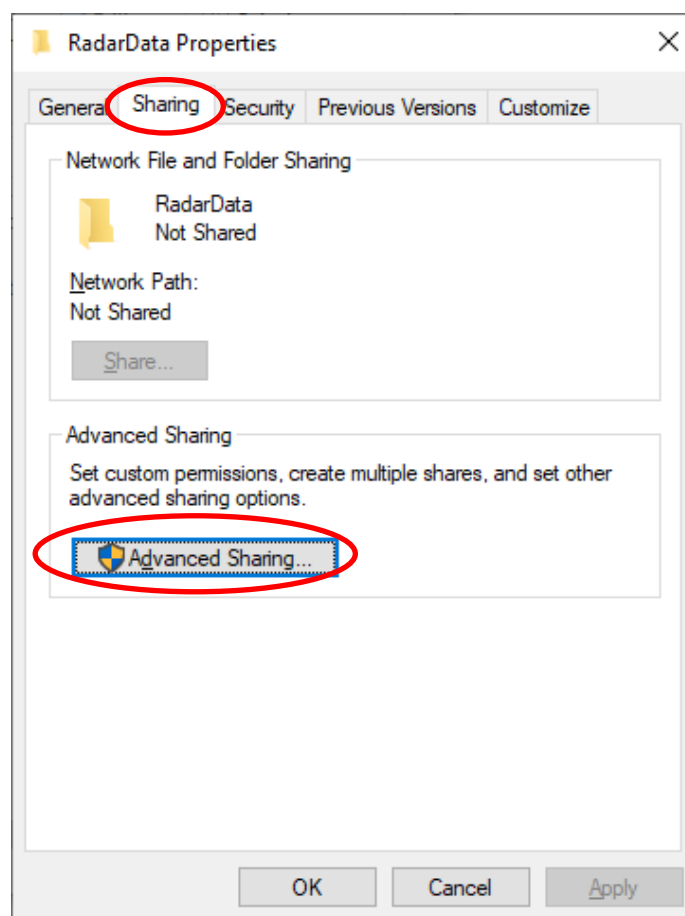 RadarData Properties
General Sharing Security Previous Versions Customize
Network File and Folder Sharing
RadarData
Not Shared
Network Path:
Not Shared
Share...
Advanced Sharing
Set custom permissions, create multiple shares, and set other
advanced sharing options.
Advanced Sharing...
OK Cancel Apply